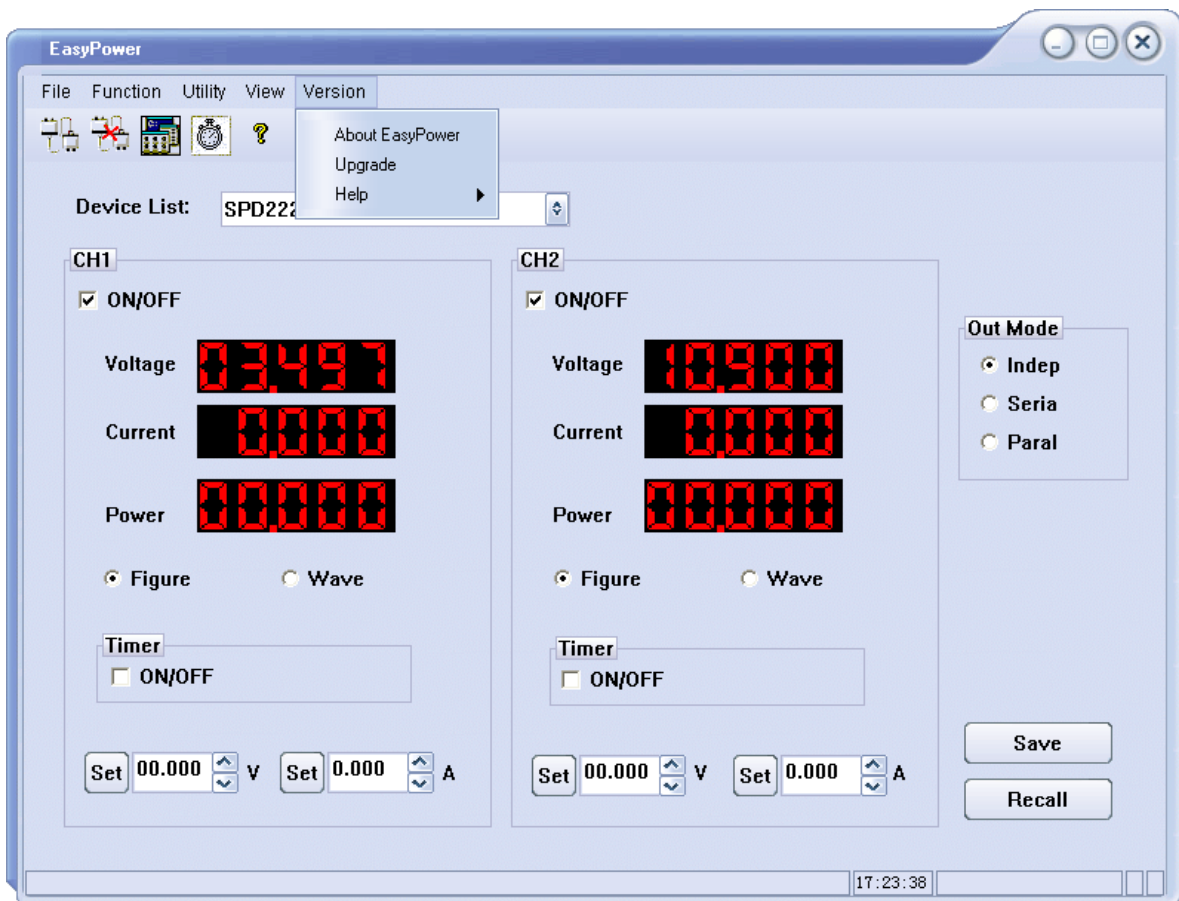 EasyPower
File Function Utility View Version
About EasyPower
Upgrade
Help
Device List: SPD222
CH1
ON/OFF
Voltage 03.497
Current 0.000
Power 00.000
Figure Wave
Timer
ON/OFF
Set 00.000 V Set 0.000 A
CH2
ON/OFF
Voltage 10.900
Current 0.000
Power 00.000
Figure Wave
Timer
ON/OFF
Set 00.000 V Set 0.000 A
Out Mode
Indep
Seria
Paral
Save
Recall
17:23:38